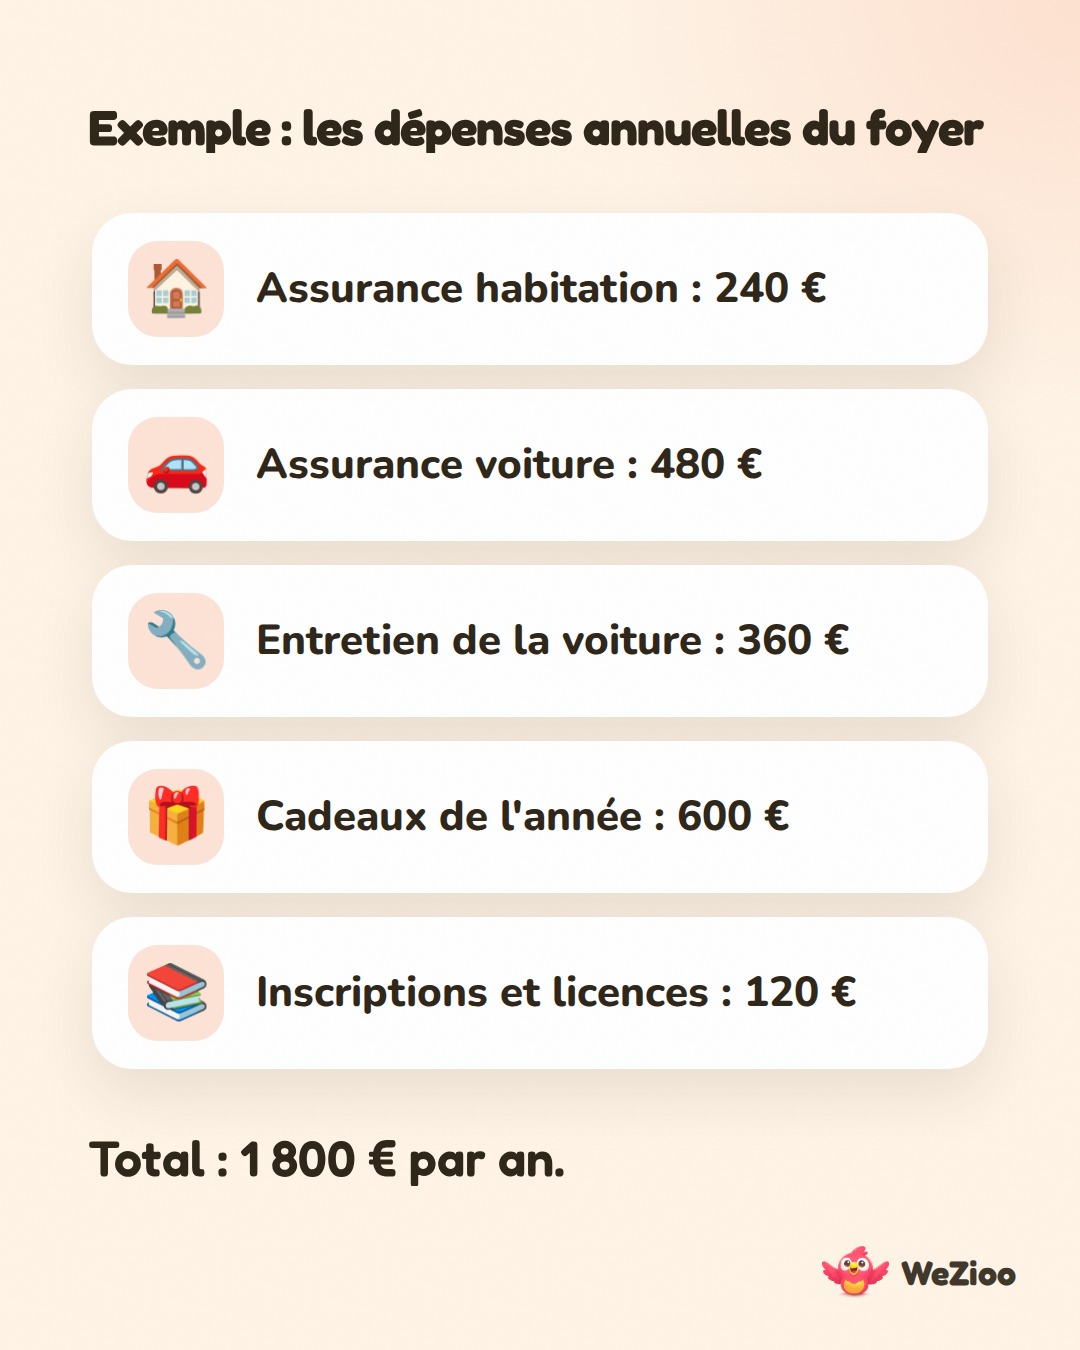 Exemple : les dépenses annuelles du foyer
Assurance habitation : 240 €
Assurance voiture : 480 €
Entretien de la voiture : 360 €
Cadeaux de l'année : 600 €
Inscriptions et licences : 120 €
Total : 1 800 € par an.
WeZioo